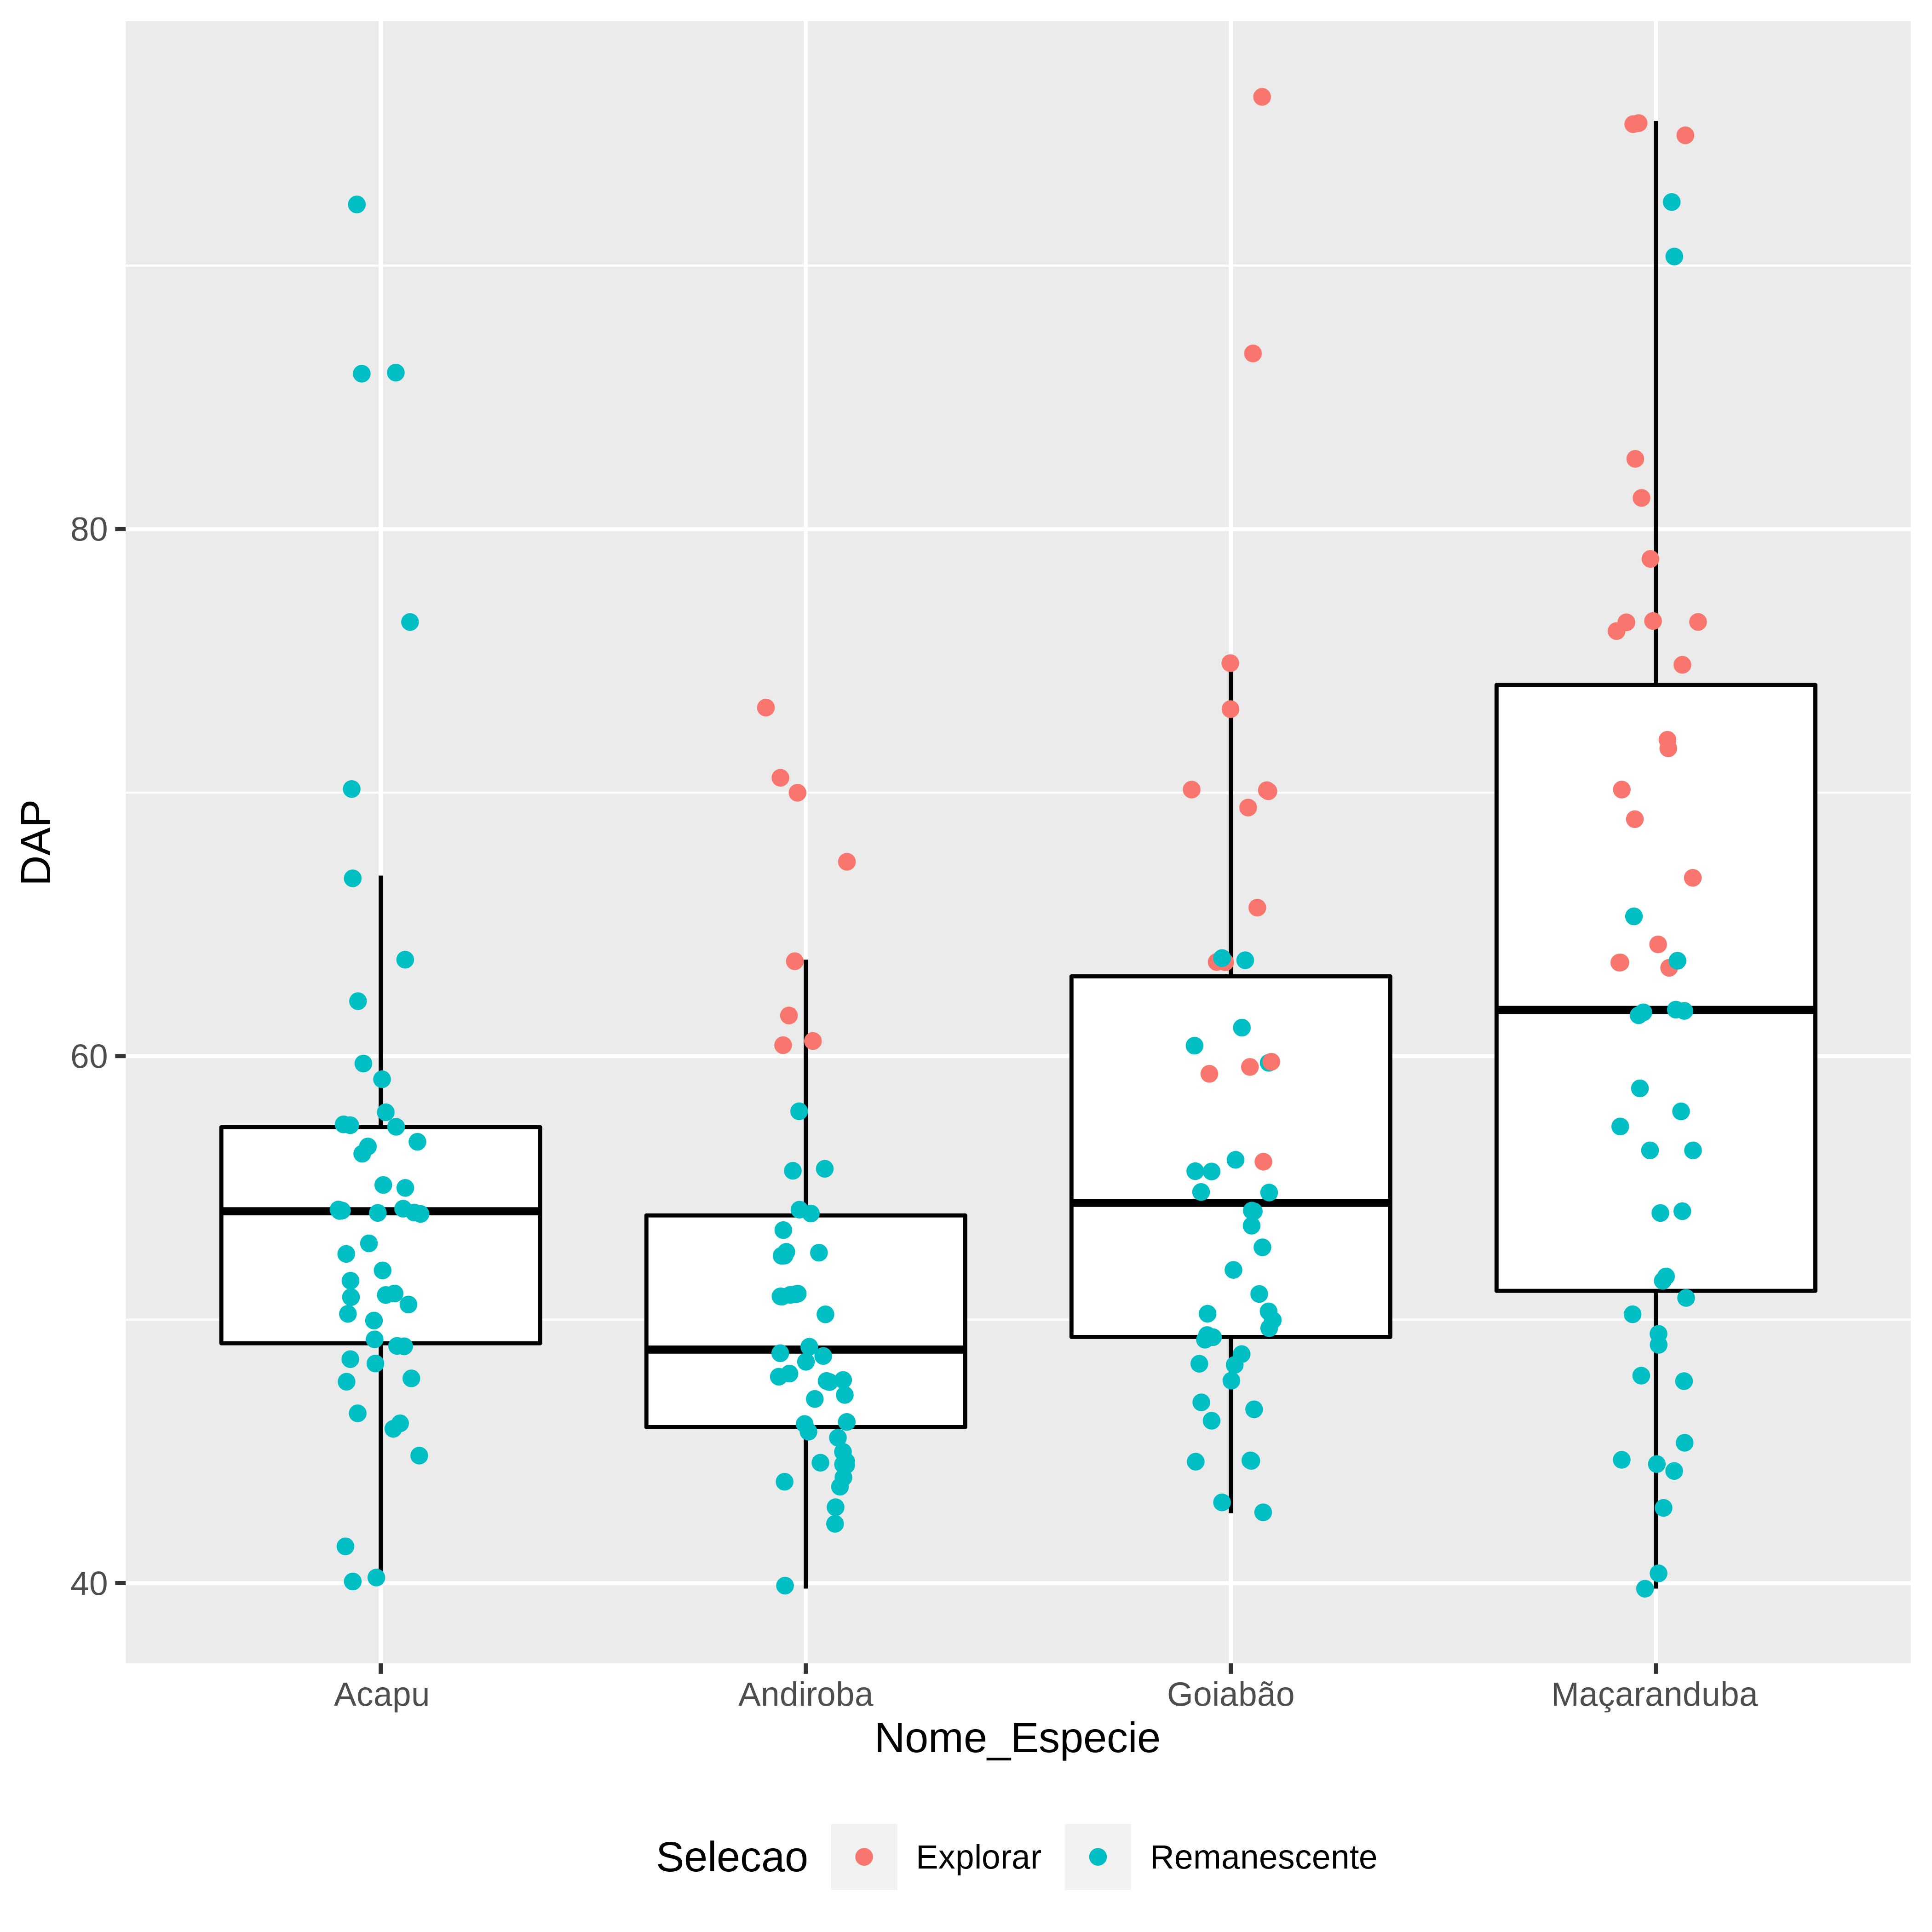 DAP
80
60
40
Acapu Andiroba Goiabão Maçaranduba
Nome_Especie
Selecao Explorar Remanescente